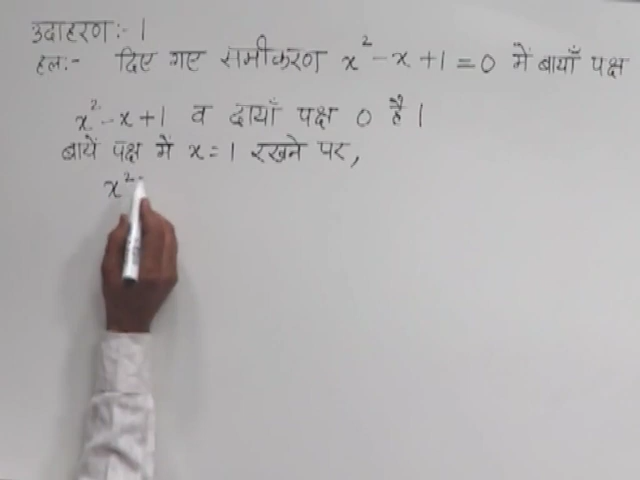 उदाहरण:- 1
हल:- दिए गए समीकरण x² - x + 1 = 0 में बायाँ पक्ष
x² - x + 1 व दायाँ पक्ष 0 है।
बायें पक्ष में x = 1 रखने पर,
x² -